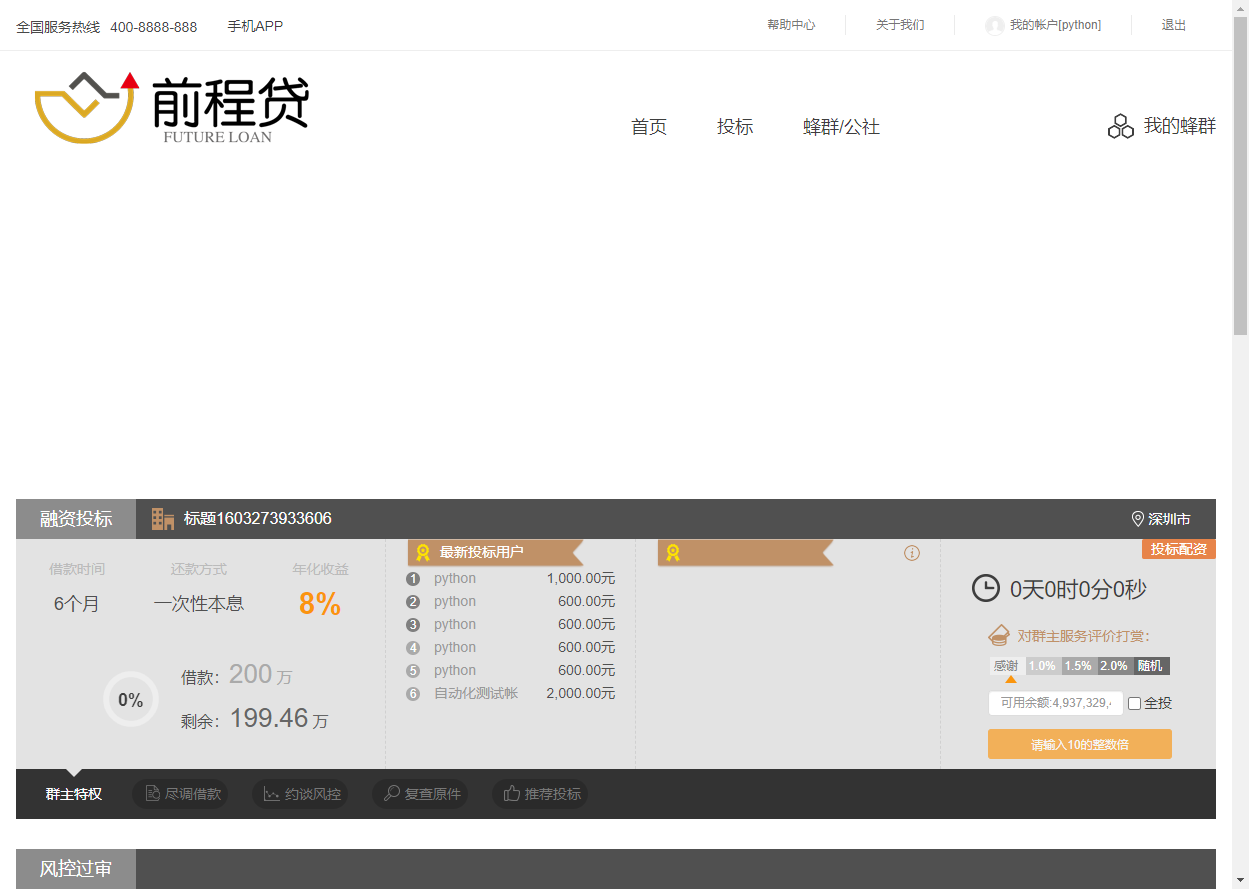 全国服务热线 400-8888-888 手机APP 帮助中心 关于我们 我的帐户[python] 退出
前程贷
FUTURE LOAN
首页 投标 蜂群/公社 我的蜂群
融资投标 标题1603273933606 深圳市
最新投标用户 投标配资
借款时间 还款方式 年化收益
6个月 一次性本息 8%
1 python 1,000.00元
2 python 600.00元
3 python 600.00元
4 python 600.00元
5 python 600.00元
6 自动化测试帐 2,000.00元
0%
借款: 200 万
剩余: 199.46 万
0天0时0分0秒
对群主服务评价打赏:
感谢 1.0% 1.5% 2.0% 随机
可用余额:4,937,329, 全投
请输入10的整数倍
群主特权 尽调借款 约谈风控 复查原件 推荐投标
风控过审